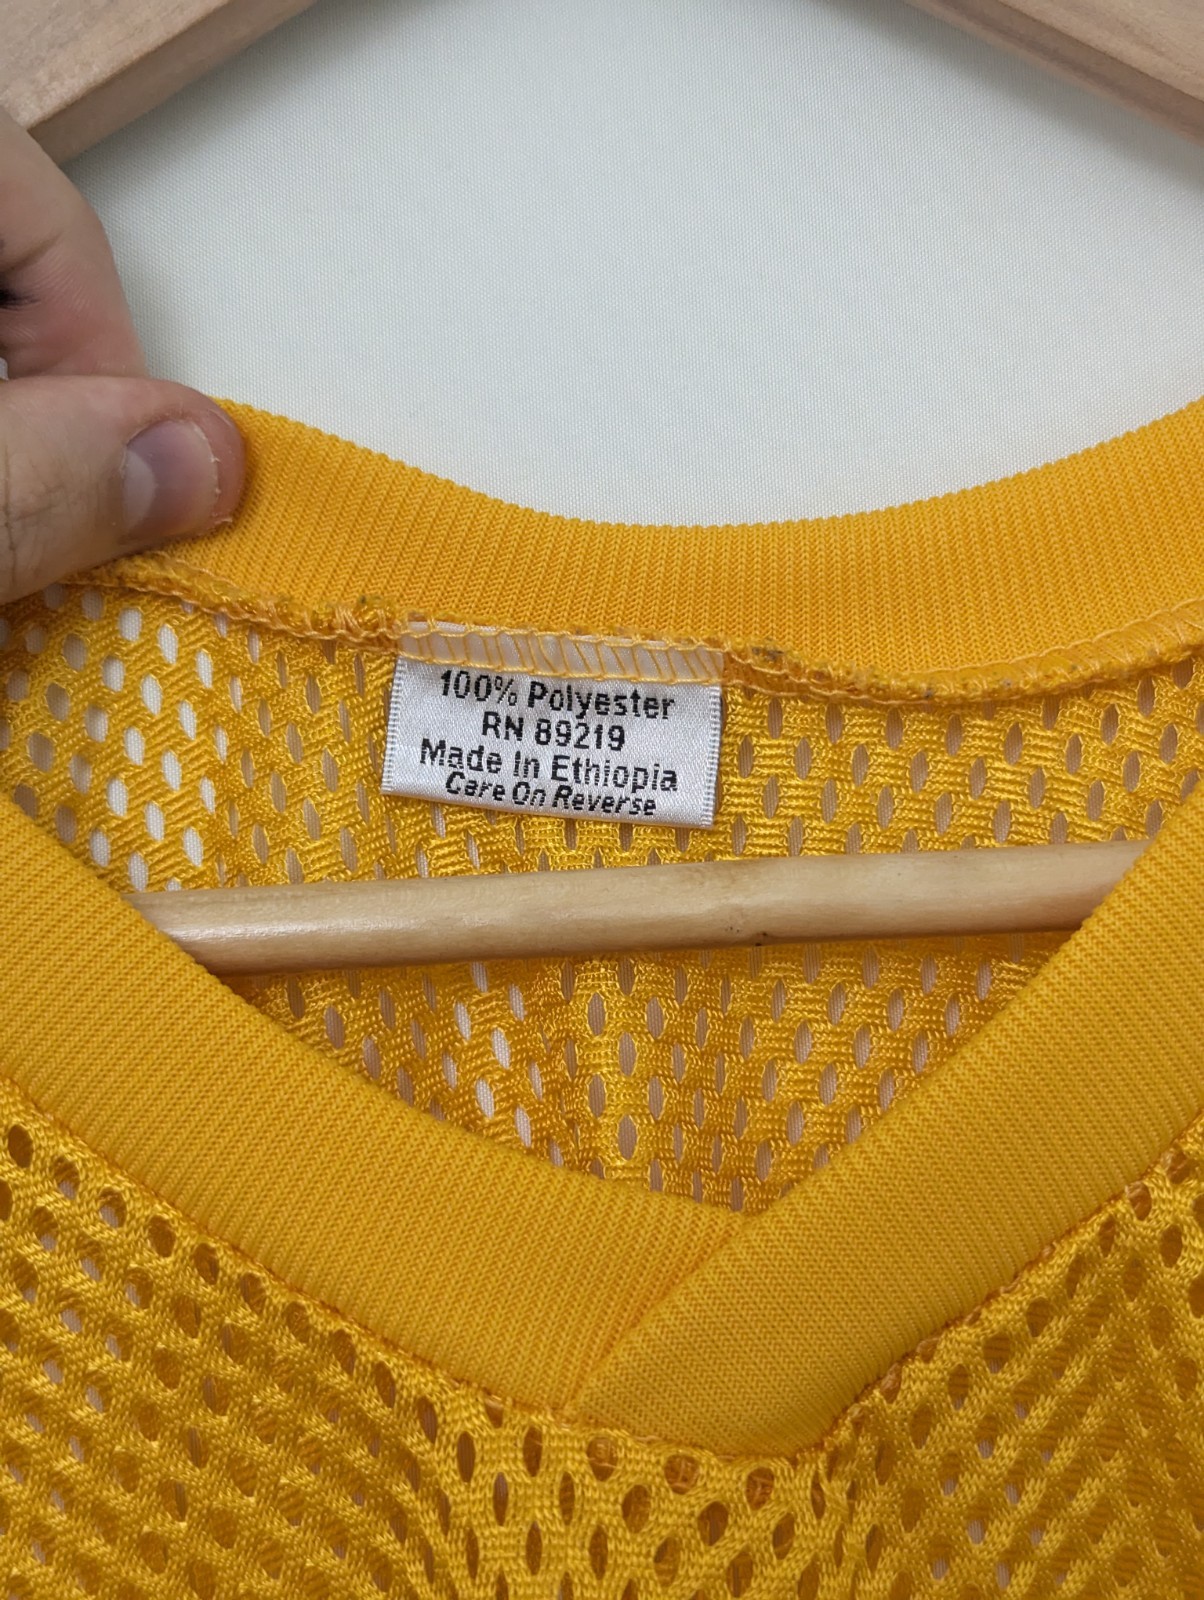 100% Polyester
RN 89219
Made In Ethiopia
Care On Reverse